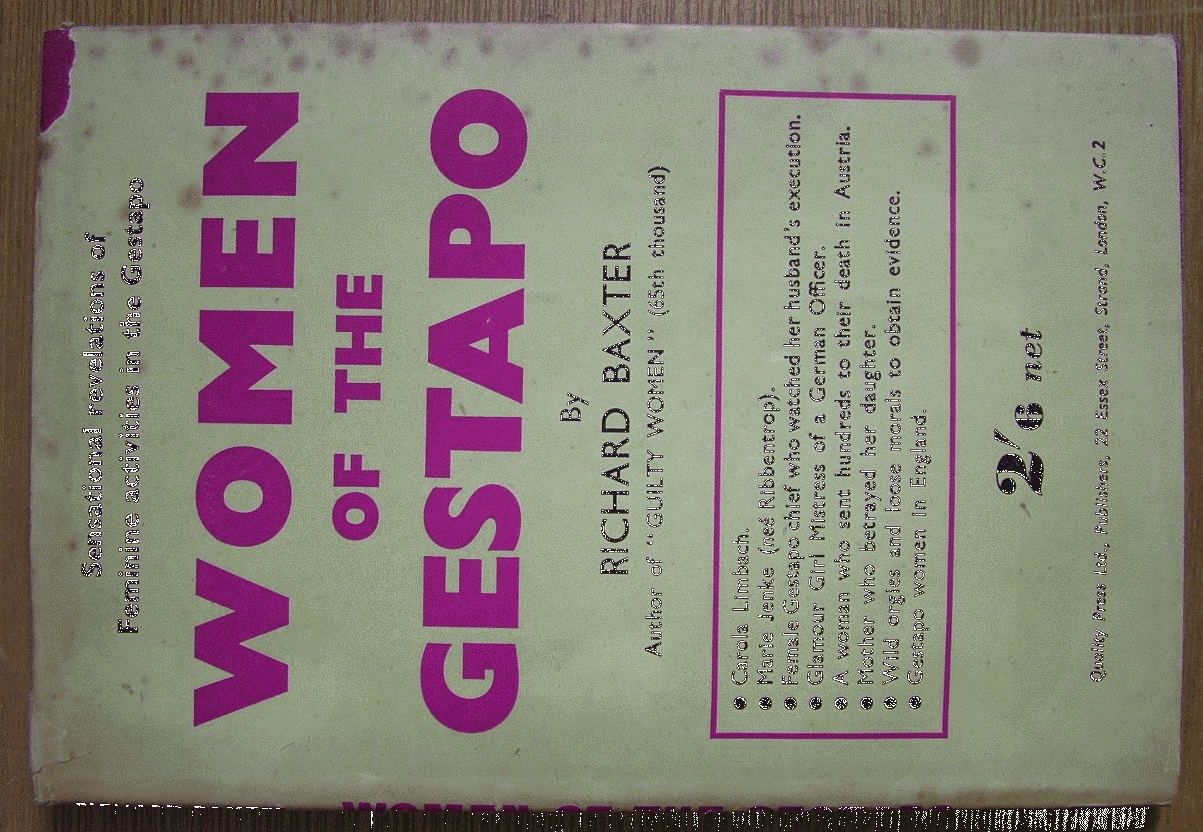 Sensational revelations of
Feminine activities in the Gestapo
WOMEN
OF THE
GESTAPO
By
RICHARD BAXTER
Author of "GUILTY WOMEN" (65th thousand)
● Carola Limbach.
● Marie Jenke (neé Ribbentrop).
● Female Gestapo chief who watched her husband's execution.
● Glamour Girl Mistress of a German Officer.
● A woman who sent hundreds to their death in Austria.
● Mother who betrayed her daughter.
● Wild orgies and loose morals to obtain evidence.
● Gestapo women in England.
2/6 net
Quality Press Ltd., Publishers, 22 Essex Street, Strand, London, W.C.2
WOMEN OF THE GESTAPO